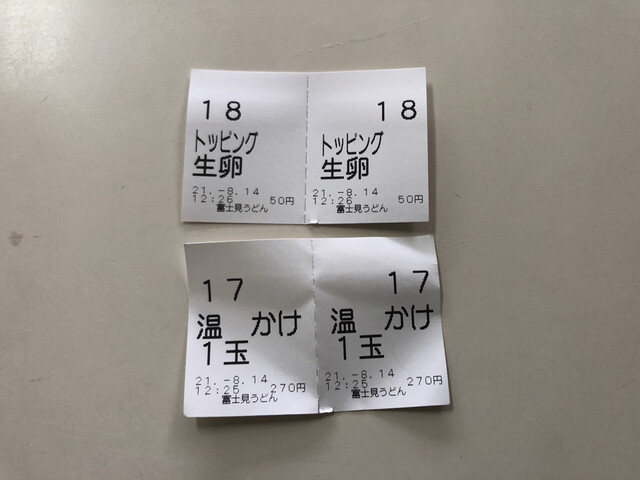 18
トッピング
生卵
21.-8.14
12:26 50円
富士見うどん
18
トッピング
生卵
21.-8.14
12:26 50円
富士見うどん
17
温 かけ
1玉
21.-8.14
12:25 270円
富士見うどん
17
温 かけ
1玉
21.-8.14
12:25 270円
富士見うどん